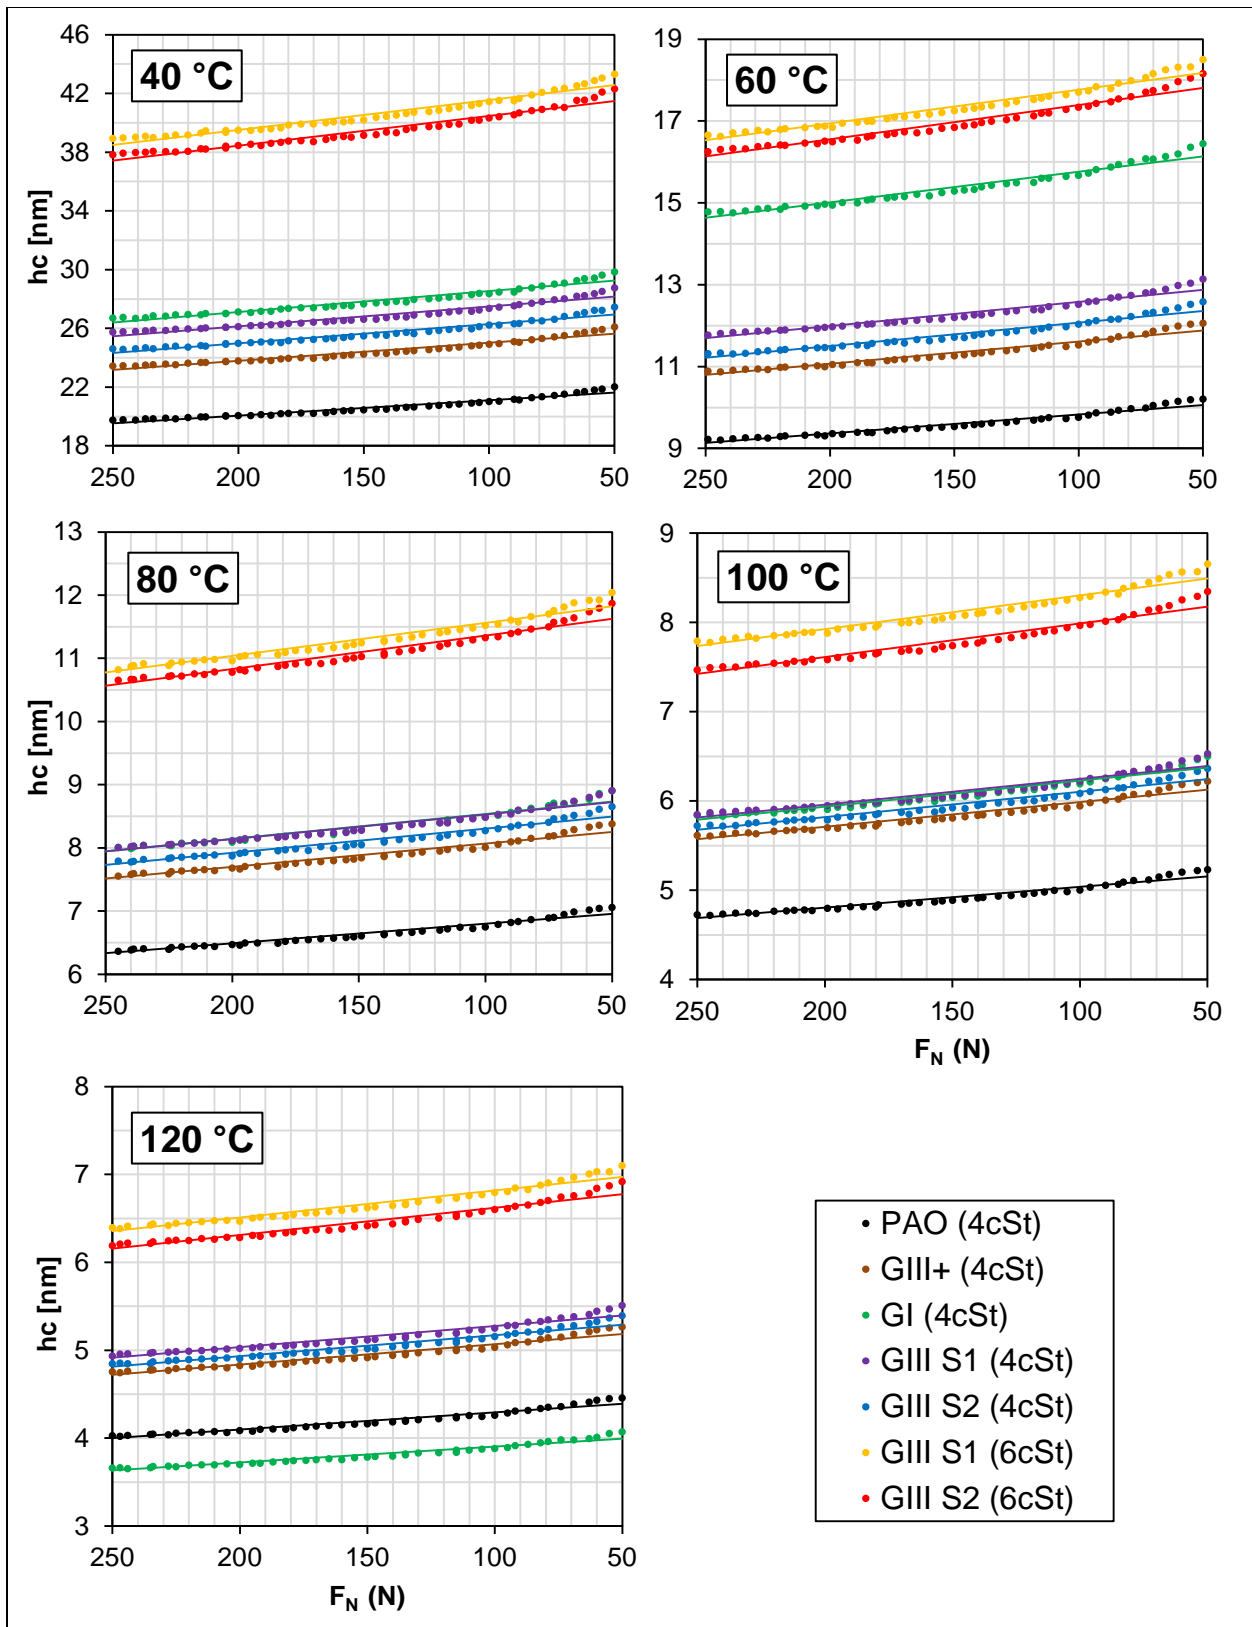 40 °C
46
42
38
34
30
26
22
18
hc [nm]
250 200 150 100 50
60 °C
19
17
15
13
11
9
250 200 150 100 50
80 °C
13
12
11
10
9
8
7
6
hc [nm]
250 200 150 100 50
100 °C
9
8
7
6
5
4
250 200 150 100 50
F_N (N)
120 °C
8
7
6
5
4
3
hc [nm]
250 200 150 100 50
F_N (N)
PAO (4cSt)
GIII+ (4cSt)
GI (4cSt)
GIII S1 (4cSt)
GIII S2 (4cSt)
GIII S1 (6cSt)
GIII S2 (6cSt)